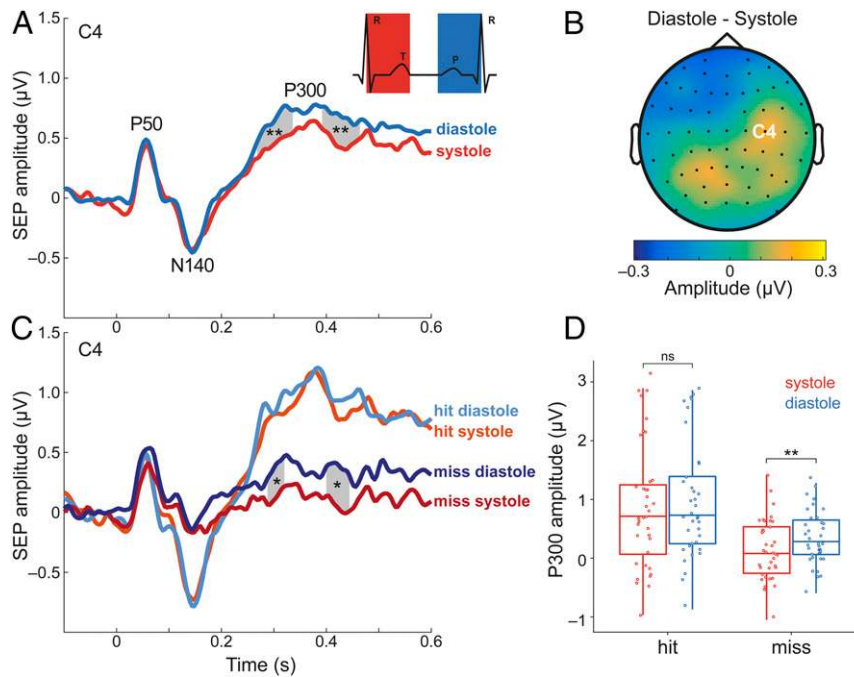 A
C4
1.5
1.0
0.5
0
−0.5
SEP amplitude (µV)
P50
N140
P300
**
**
diastole
systole
R
T
P
R
B
Diastole - Systole
C4
−0.3
0
0.3
Amplitude (µV)
C
C4
1.5
1.0
0.5
0
-0.5
SEP amplitude (µV)
0
0.2
0.4
0.6
hit diastole
hit systole
miss diastole
miss systole
*
*
0
0.2
0.4
0.6
Time (s)
D
3
2
1
0
−1
P300 amplitude (µV)
ns
systole
diastole
**
hit
miss